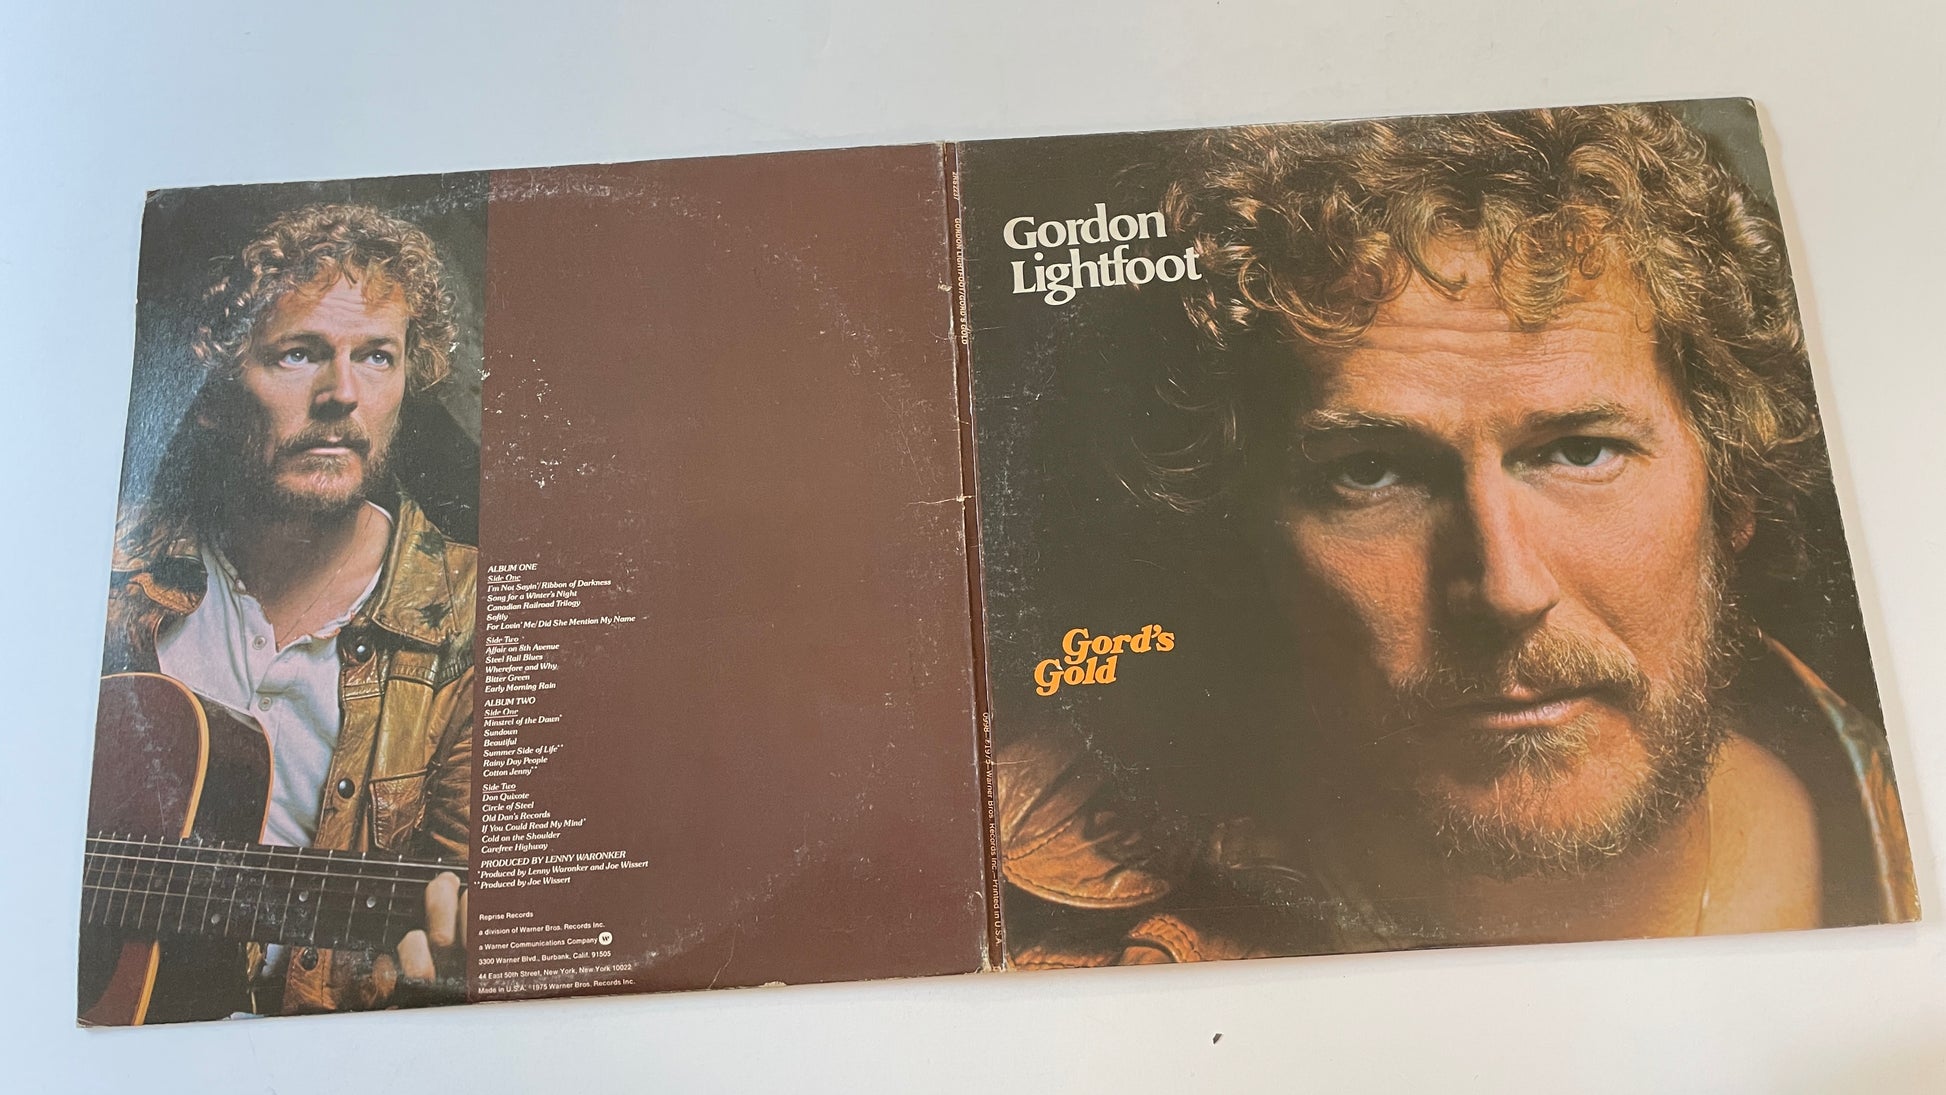 ALBUM ONE
Side One
I'm Not Sayin'/Ribbon of Darkness
Song for a Winter's Night
Canadian Railroad Trilogy
Softly
For Lovin' Me/Did She Mention My Name
Side Two
Affair on 8th Avenue
Steel Rail Blues
Wherefore and Why
Bitter Green
Early Morning Rain
ALBUM TWO
Side One
Minstrel of the Dawn*
Sundown
Beautiful
Summer Side of Life**
Rainy Day People
Cotton Jenny**
Side Two
Don Quixote
Circle of Steel
Old Dan's Records
If You Could Read My Mind*
Cold on the Shoulder
Carefree Highway
PRODUCED BY LENNY WARONKER
*Produced by Lenny Waronker and Joe Wissert
**Produced by Joe Wissert
Reprise Records
a division of Warner Bros. Records Inc.
a Warner Communications Company
3300 Warner Blvd., Burbank, Calif. 91505
44 East 50th Street, New York, New York 10022
Made in U.S.A. ©1975 Warner Bros. Records Inc.
GORDON LIGHTFOOT/GORD'S GOLD
1975 Warner Bros. Records Inc.—Printed in U.S.A.
Gordon
Lightfoot
Gord's
Gold